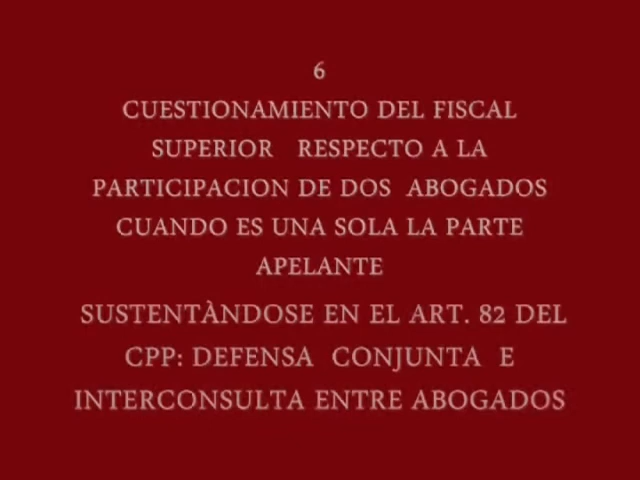 6
CUESTIONAMIENTO DEL FISCAL
SUPERIOR RESPECTO A LA
PARTICIPACION DE DOS ABOGADOS
CUANDO ES UNA SOLA LA PARTE
APELANTE
SUSTENTÀNDOSE EN EL ART. 82 DEL
CPP: DEFENSA CONJUNTA E
INTERCONSULTA ENTRE ABOGADOS